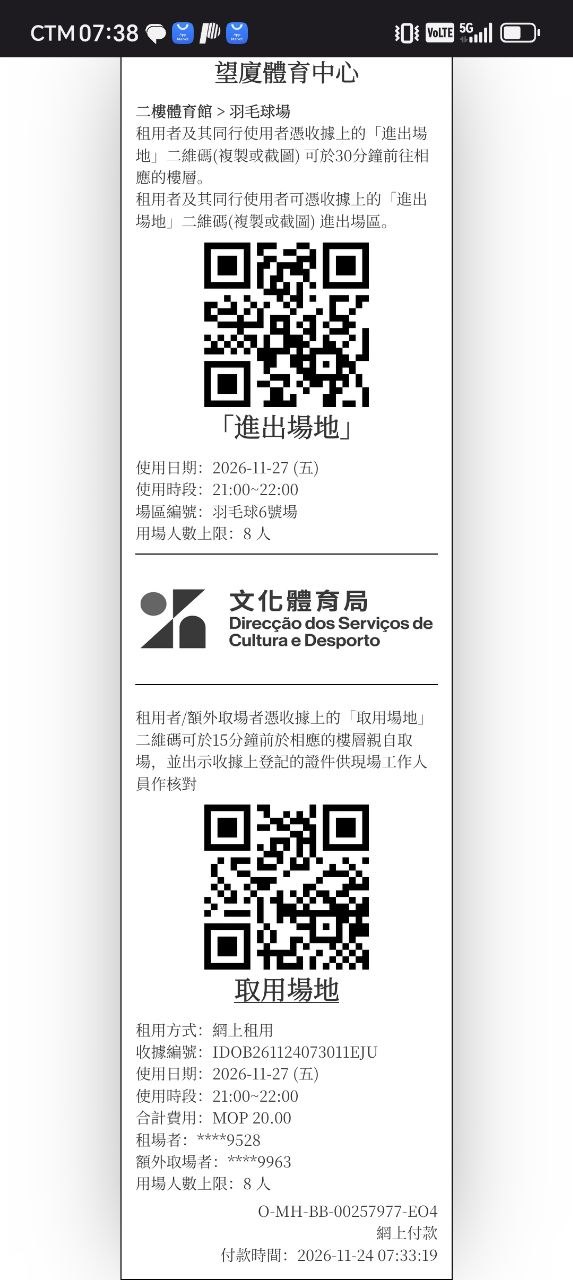 CTM 07:38 VoLTE 5G
望廈體育中心
二樓體育館 > 羽毛球場
租用者及其同行使用者憑收據上的「進出場
地」二維碼(複製或截圖) 可於30分鐘前往相
應的樓層。
租用者及其同行使用者可憑收據上的「進出
場地」二維碼(複製或截圖) 進出場區。
「進出場地」
使用日期：2026-11-27 (五)
使用時段：21:00~22:00
場區編號：羽毛球6號場
用場人數上限：8 人
文化體育局
Direcção dos Serviços de
Cultura e Desporto
租用者/額外取場者憑收據上的「取用場地」
二維碼可於15分鐘前於相應的樓層親自取
場，並出示收據上登記的證件供現場工作人
員作核對
取用場地
租用方式：網上租用
收據編號：IDOB261124073011EJU
使用日期：2026-11-27 (五)
使用時段：21:00~22:00
合計費用：MOP 20.00
租場者：****9528
額外取場者：****9963
用場人數上限：8 人
O-MH-BB-00257977-EO4
網上付款
付款時間：2026-11-24 07:33:19